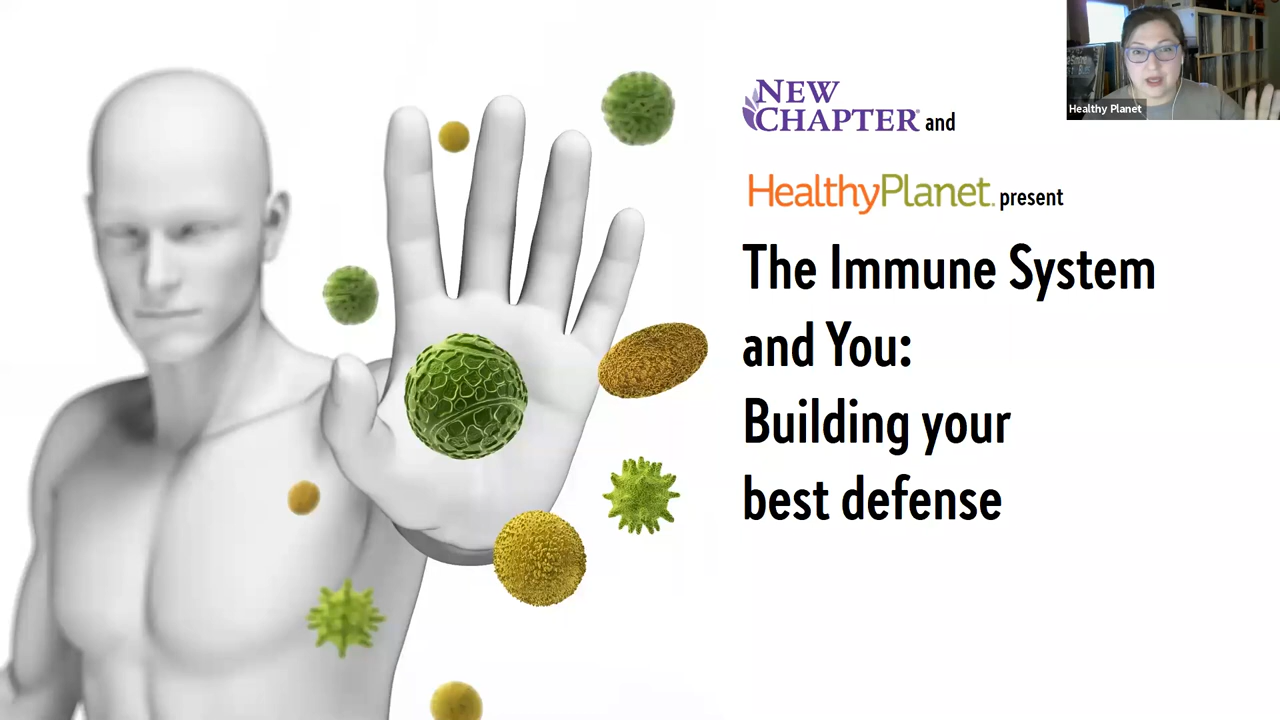 NEW
CHAPTER® and
HealthyPlanet. present
The Immune System
and You:
Building your
best defense
Healthy Planet